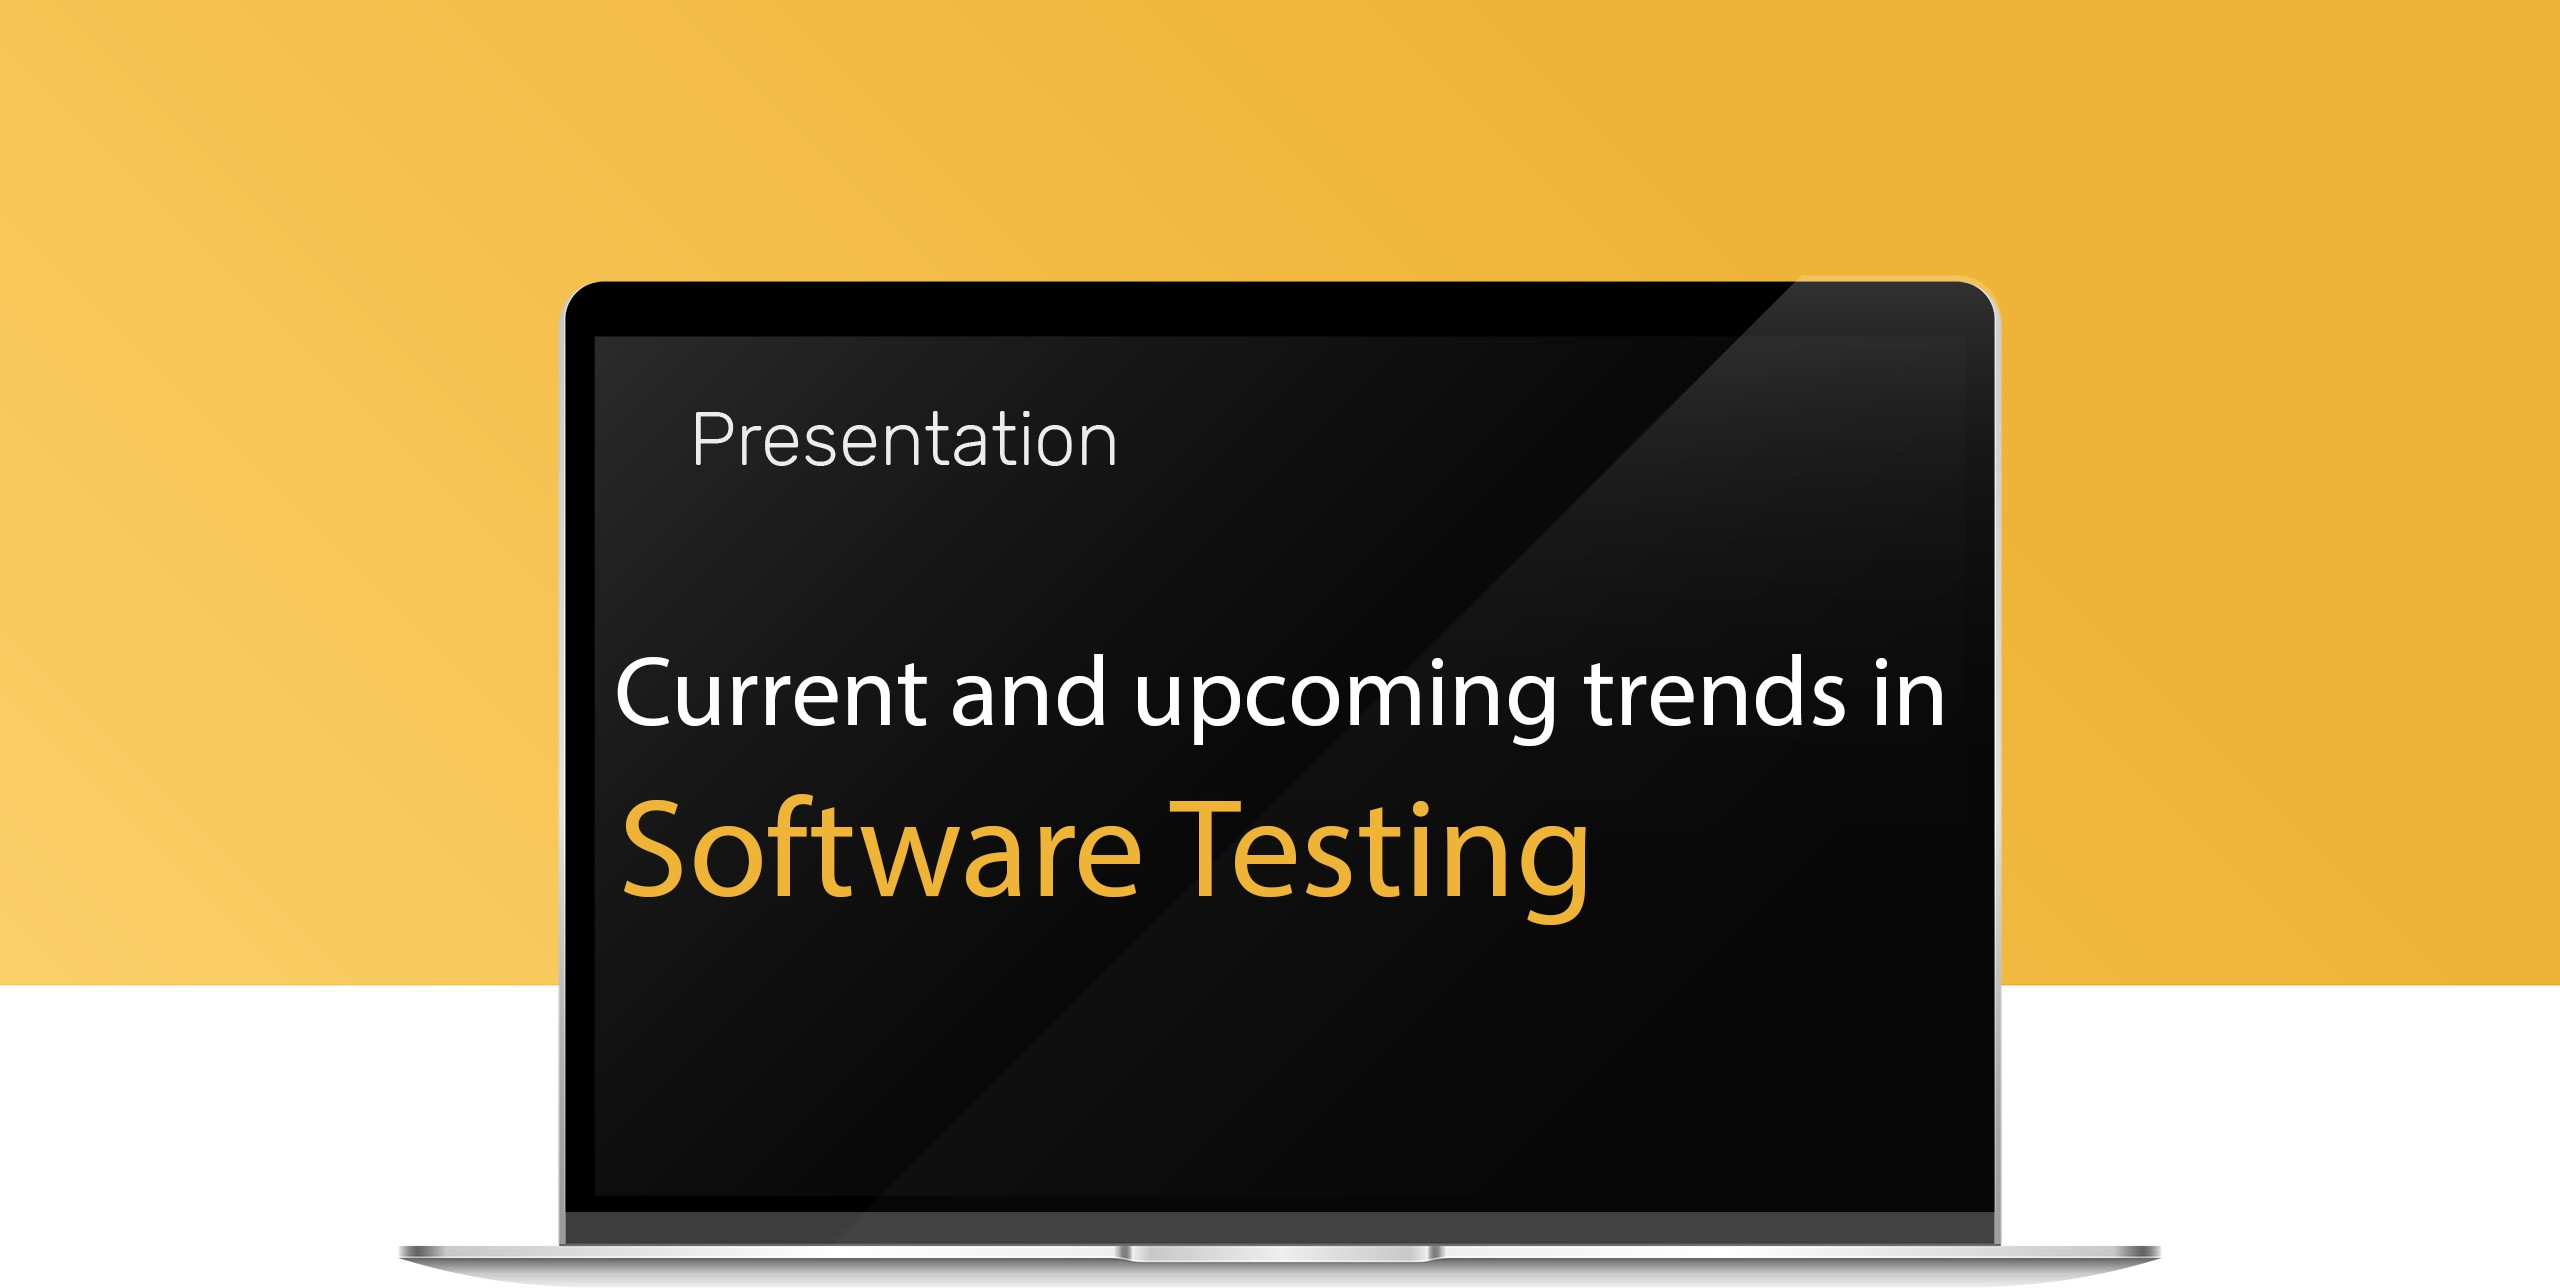 Presentation
Current and upcoming trends in
Software Testing